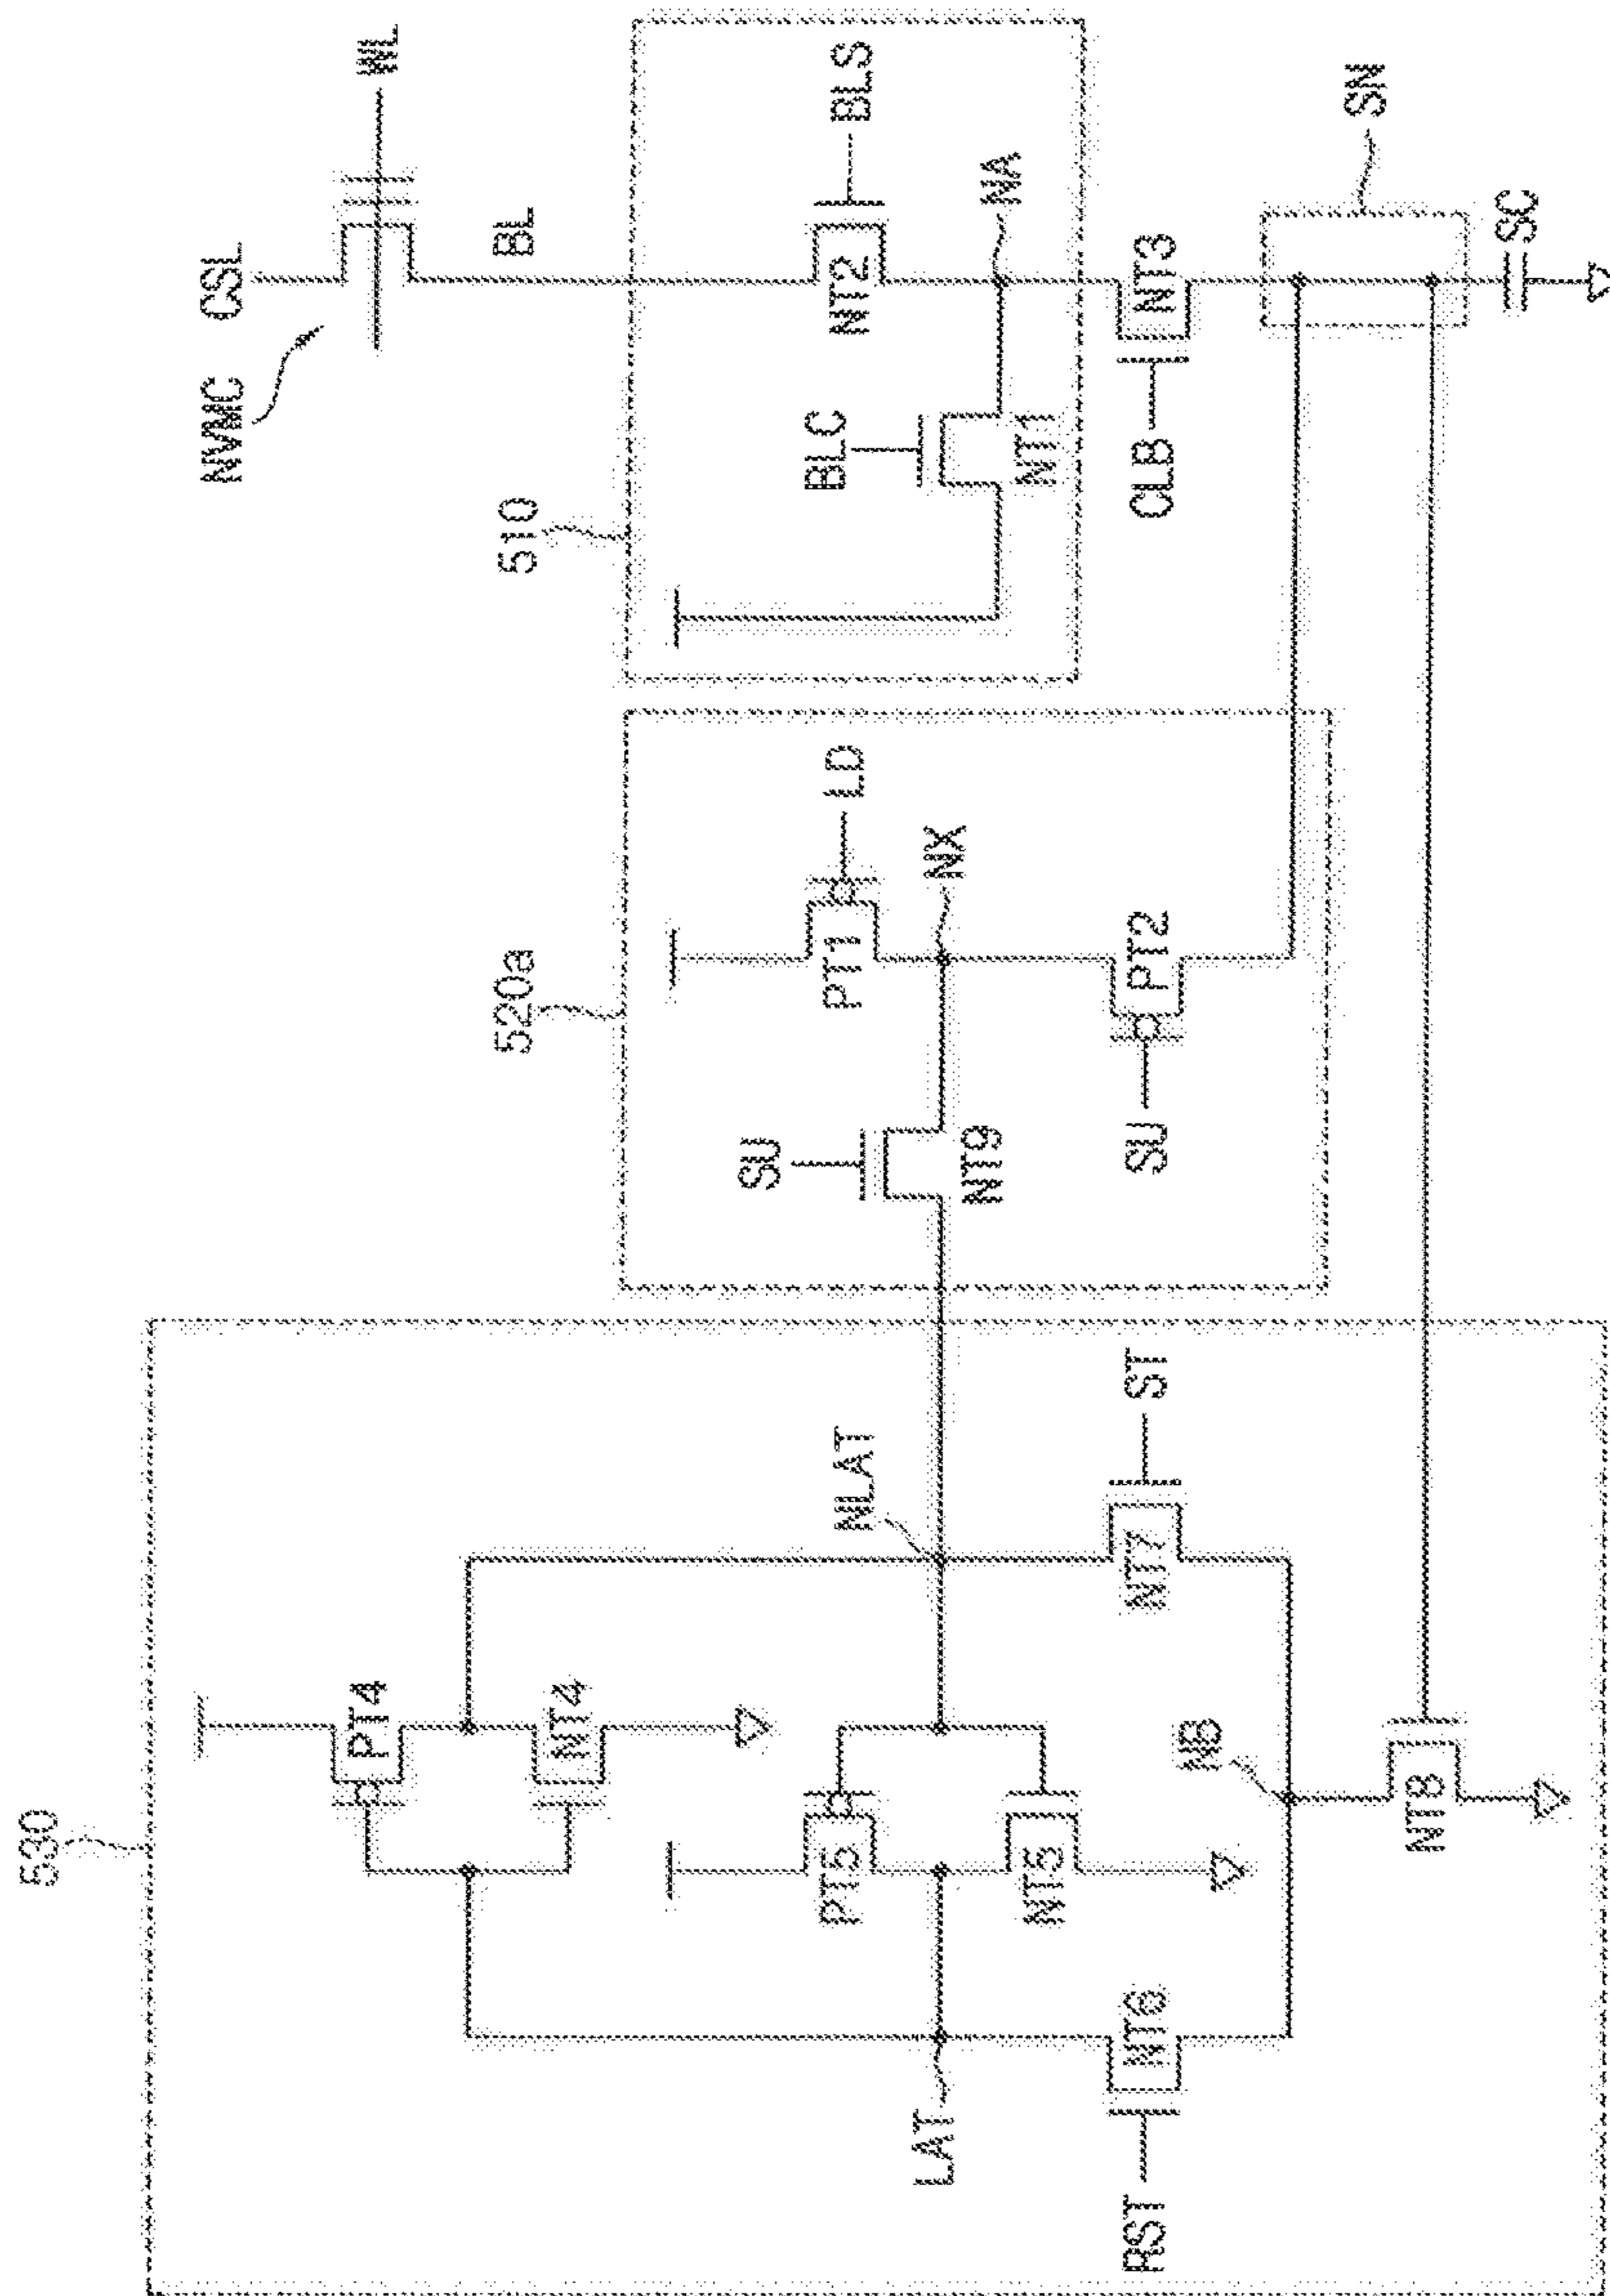 530
PT4
NT4
PT5
NT5
LAT
NLAT
RST
NT6
NT7
ST
NB
NT8
520a
SU
NT9
PT1
LD
NX
SU
PT2
510
BLC
NT1
NT2
BLS
NA
NVMC
CSL
WL
BL
CLB
NT3
SN
SC